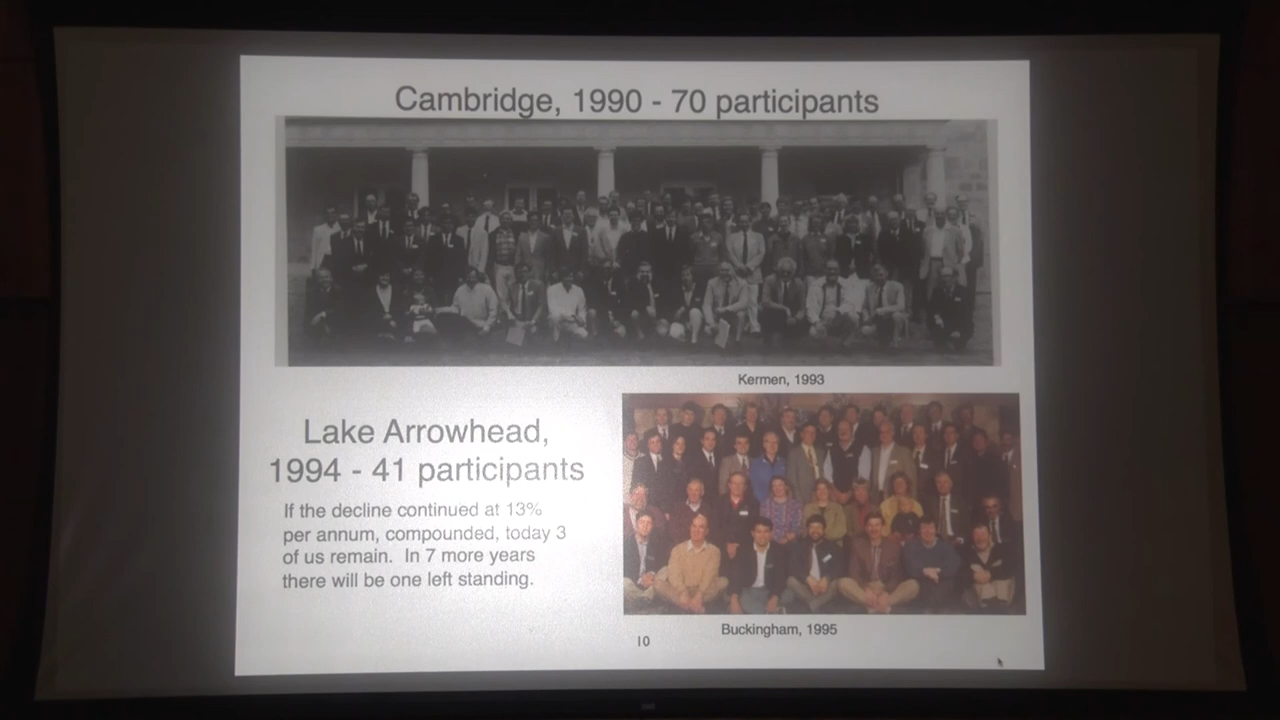 Cambridge, 1990 - 70 participants
Kermen, 1993
Lake Arrowhead,
1994 - 41 participants
If the decline continued at 13%
per annum, compounded, today 3
of us remain. In 7 more years
there will be one left standing.
Buckingham, 1995
10